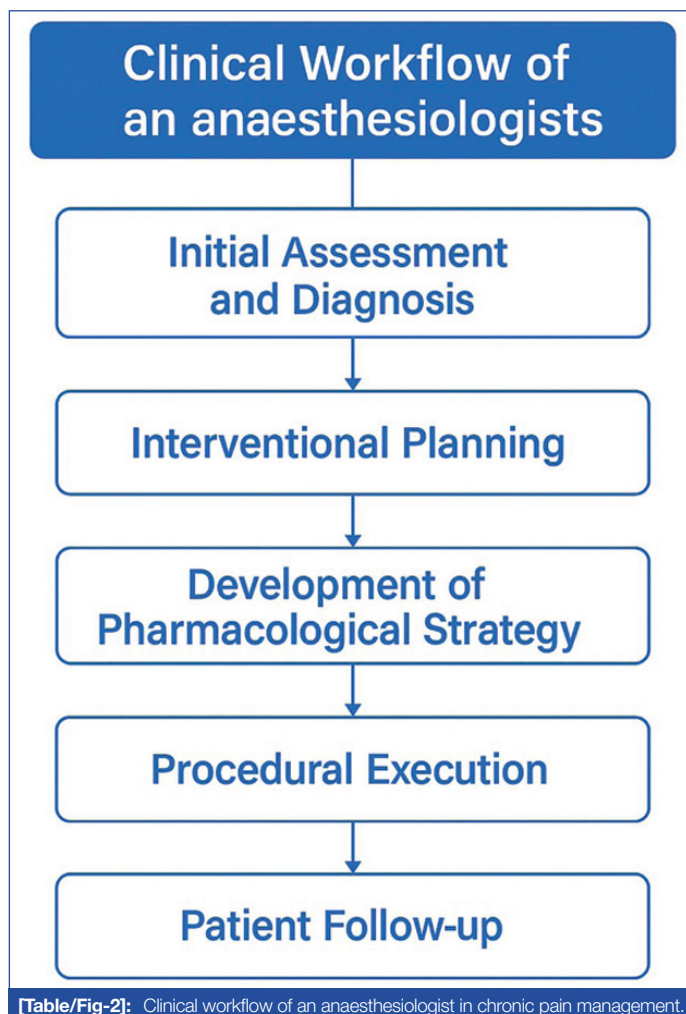 Clinical Workflow of
an anaesthesiologists
Initial Assessment
and Diagnosis
Interventional Planning
Development of
Pharmacological Strategy
Procedural Execution
Patient Follow-up
[Table/Fig-2]: Clinical workflow of an anaesthesiologist in chronic pain management.